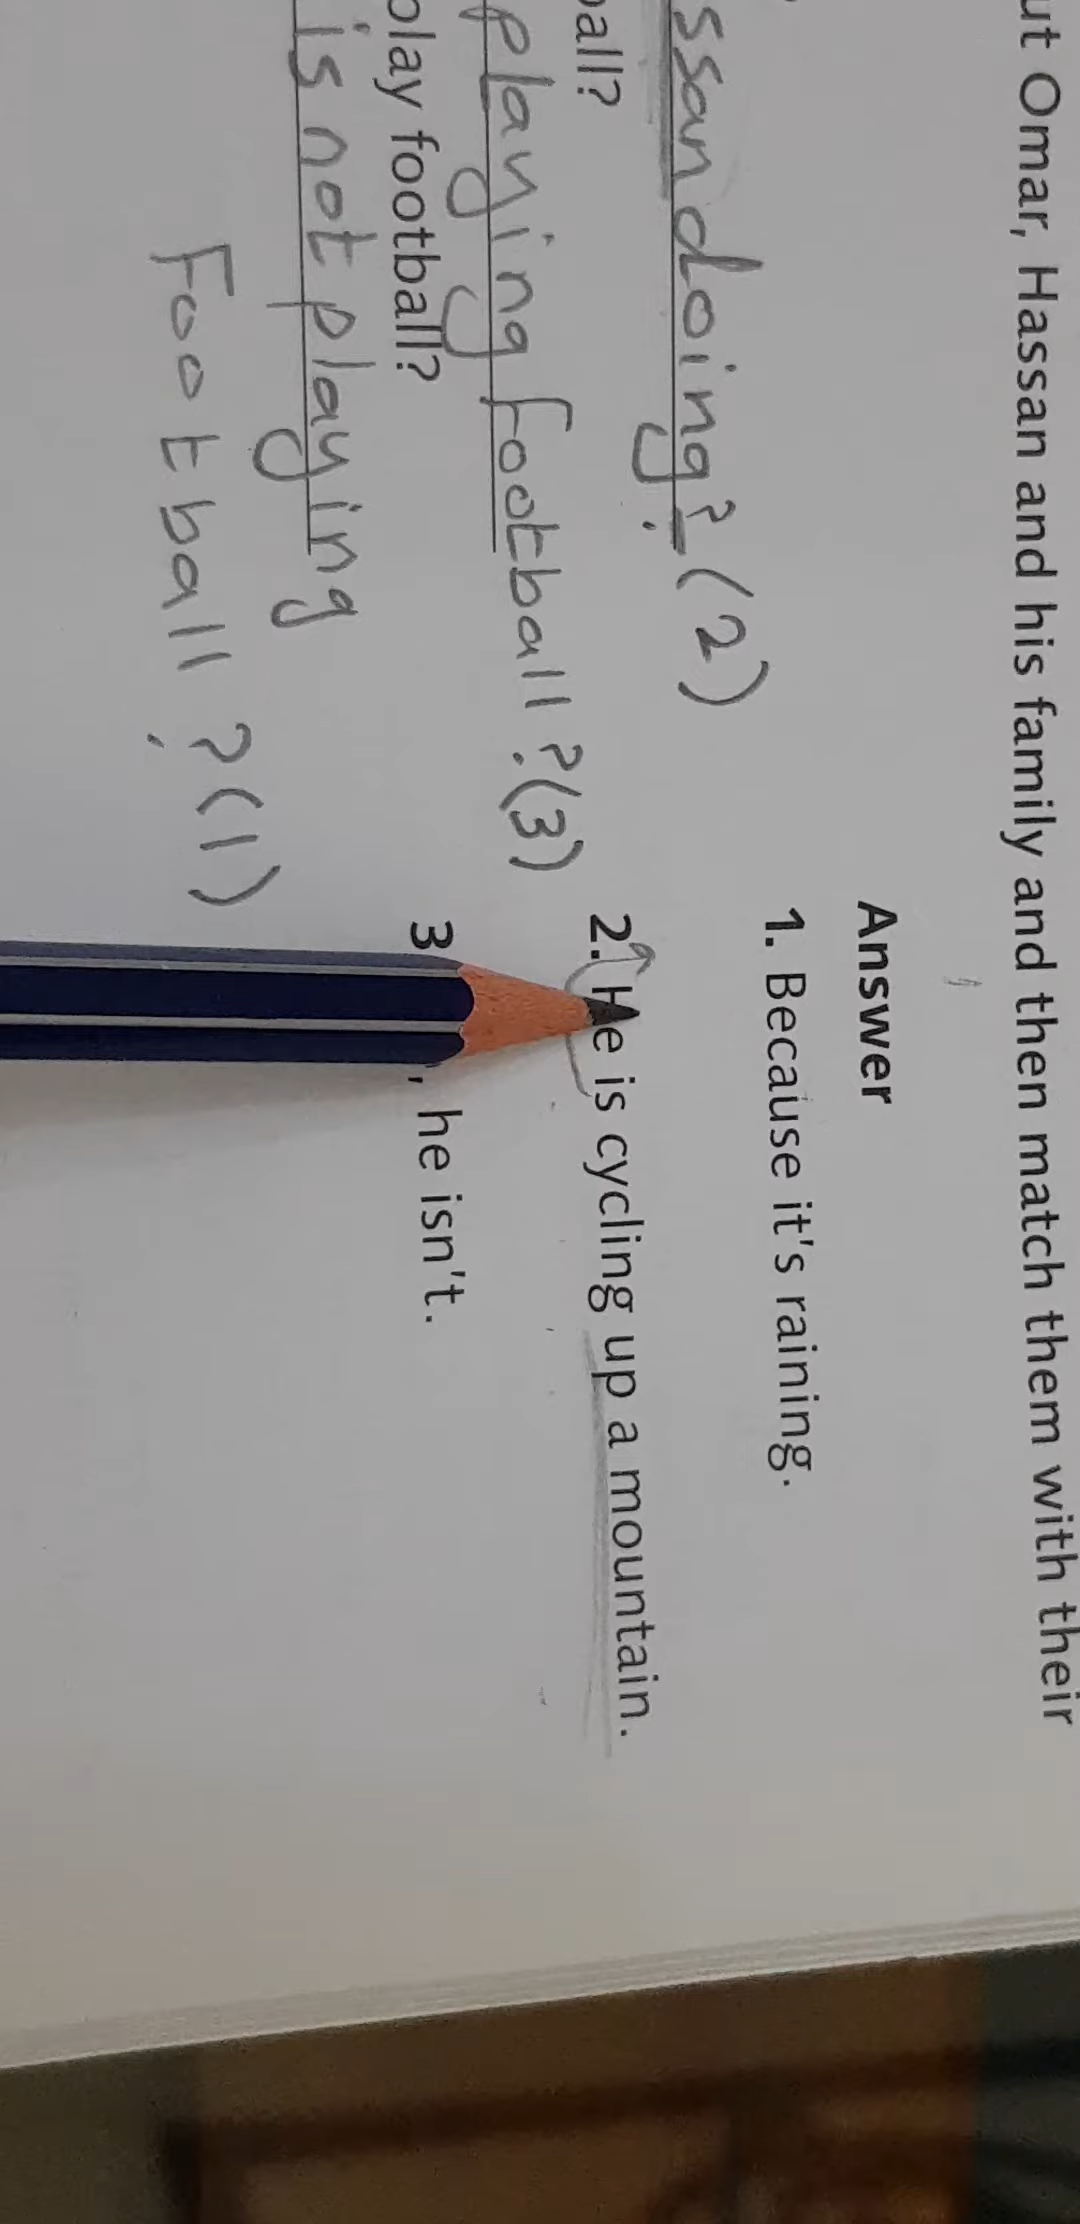 ut Omar, Hassan and his family and then match them with their
Answer
ssan doing? (2)
1. Because it's raining.
ball?
playing football? (3)
2. He is cycling up a mountain.
play football?
3 , he isn't.
is not playing
Football? (1)